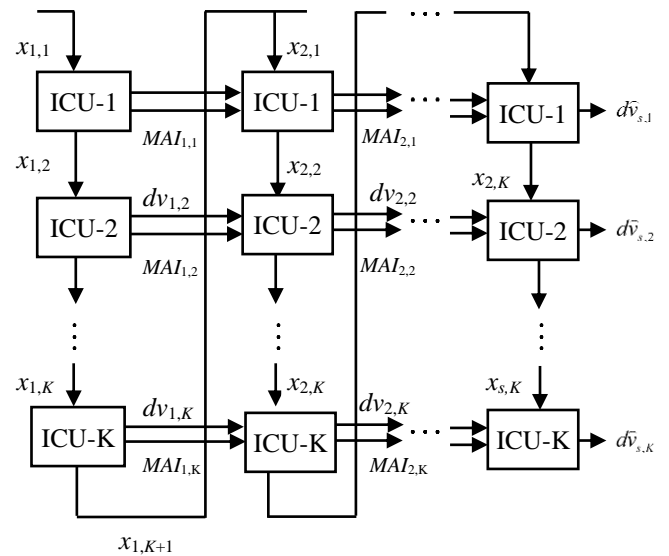 x1,1 x2,1 ...
ICU-1 ICU-1 ... ICU-1 dv̂s,1
MAI1,1 MAI2,1
x1,2 x2,2 x2,K
dv1,2 dv2,2
ICU-2 ICU-2 ... ICU-2 dv̂s,2
MAI1,2 MAI2,2
x1,K x2,K xs,K
dv1,K dv2,K
ICU-K ICU-K ... ICU-K dv̂s,K
MAI1,K MAI2,K
x1,K+1